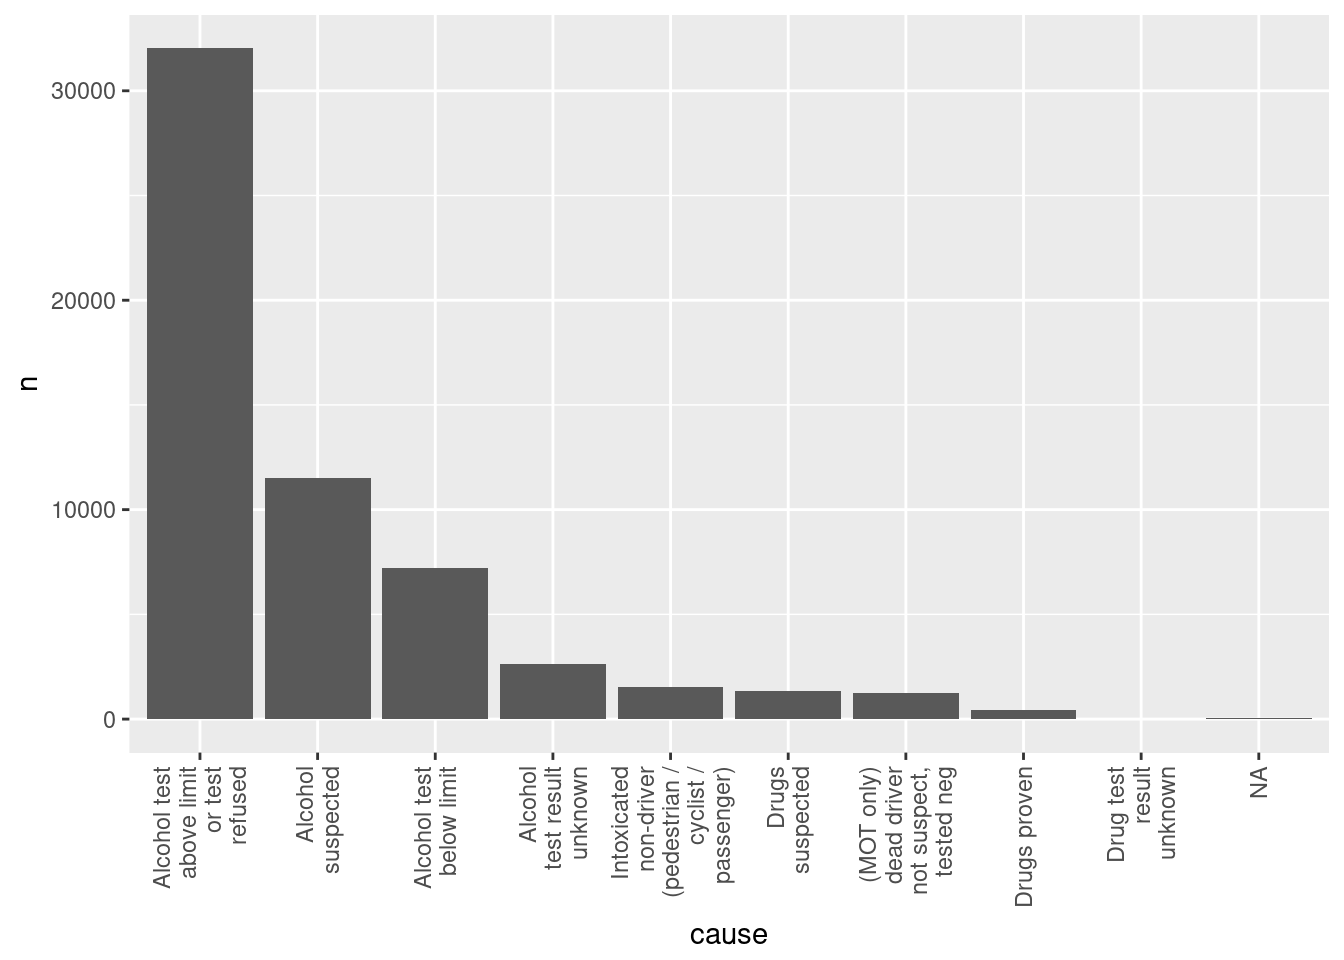 30000
20000
10000
0
n
Alcohol test
above limit
or test
refused
Alcohol
suspected
Alcohol test
below limit
Alcohol
test result
unknown
Intoxicated
non-driver
(pedestrian /
cyclist /
passenger)
Drugs
suspected
(MOT only)
dead driver
not suspect,
tested neg
Drugs proven
Drug test
result
unknown
NA
cause